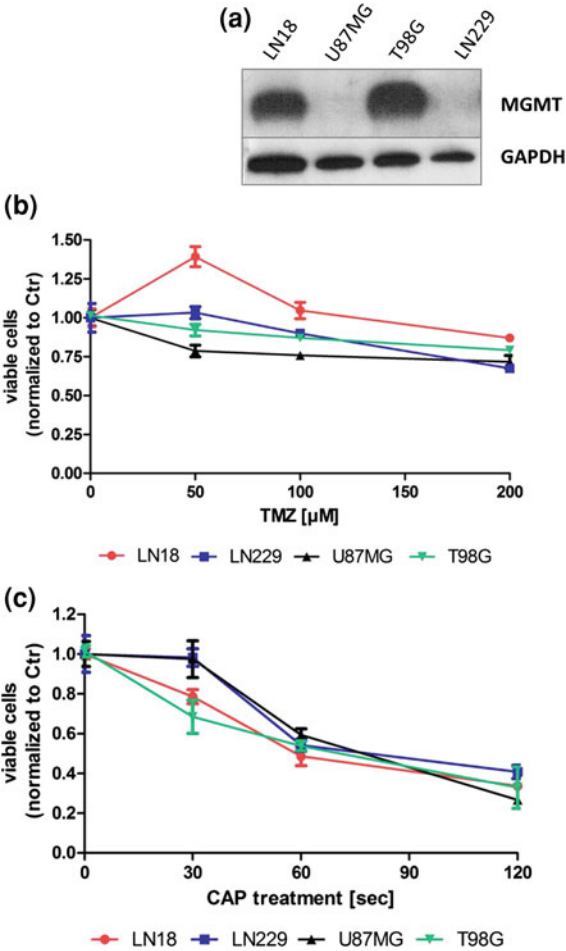 (a)
LN18 U87MG T98G LN229
MGMT
GAPDH
(b)
viable cells
(normalized to Ctr)
1.50
1.25
1.00
0.75
0.50
0.25
0.00
0 50 100 150 200
TMZ [µM]
LN18 LN229 U87MG T98G
(c)
viable cells
(normalized to Ctr)
1.2
1.0
0.8
0.6
0.4
0.2
0.0
0 30 60 90 120
CAP treatment [sec]
LN18 LN229 U87MG T98G